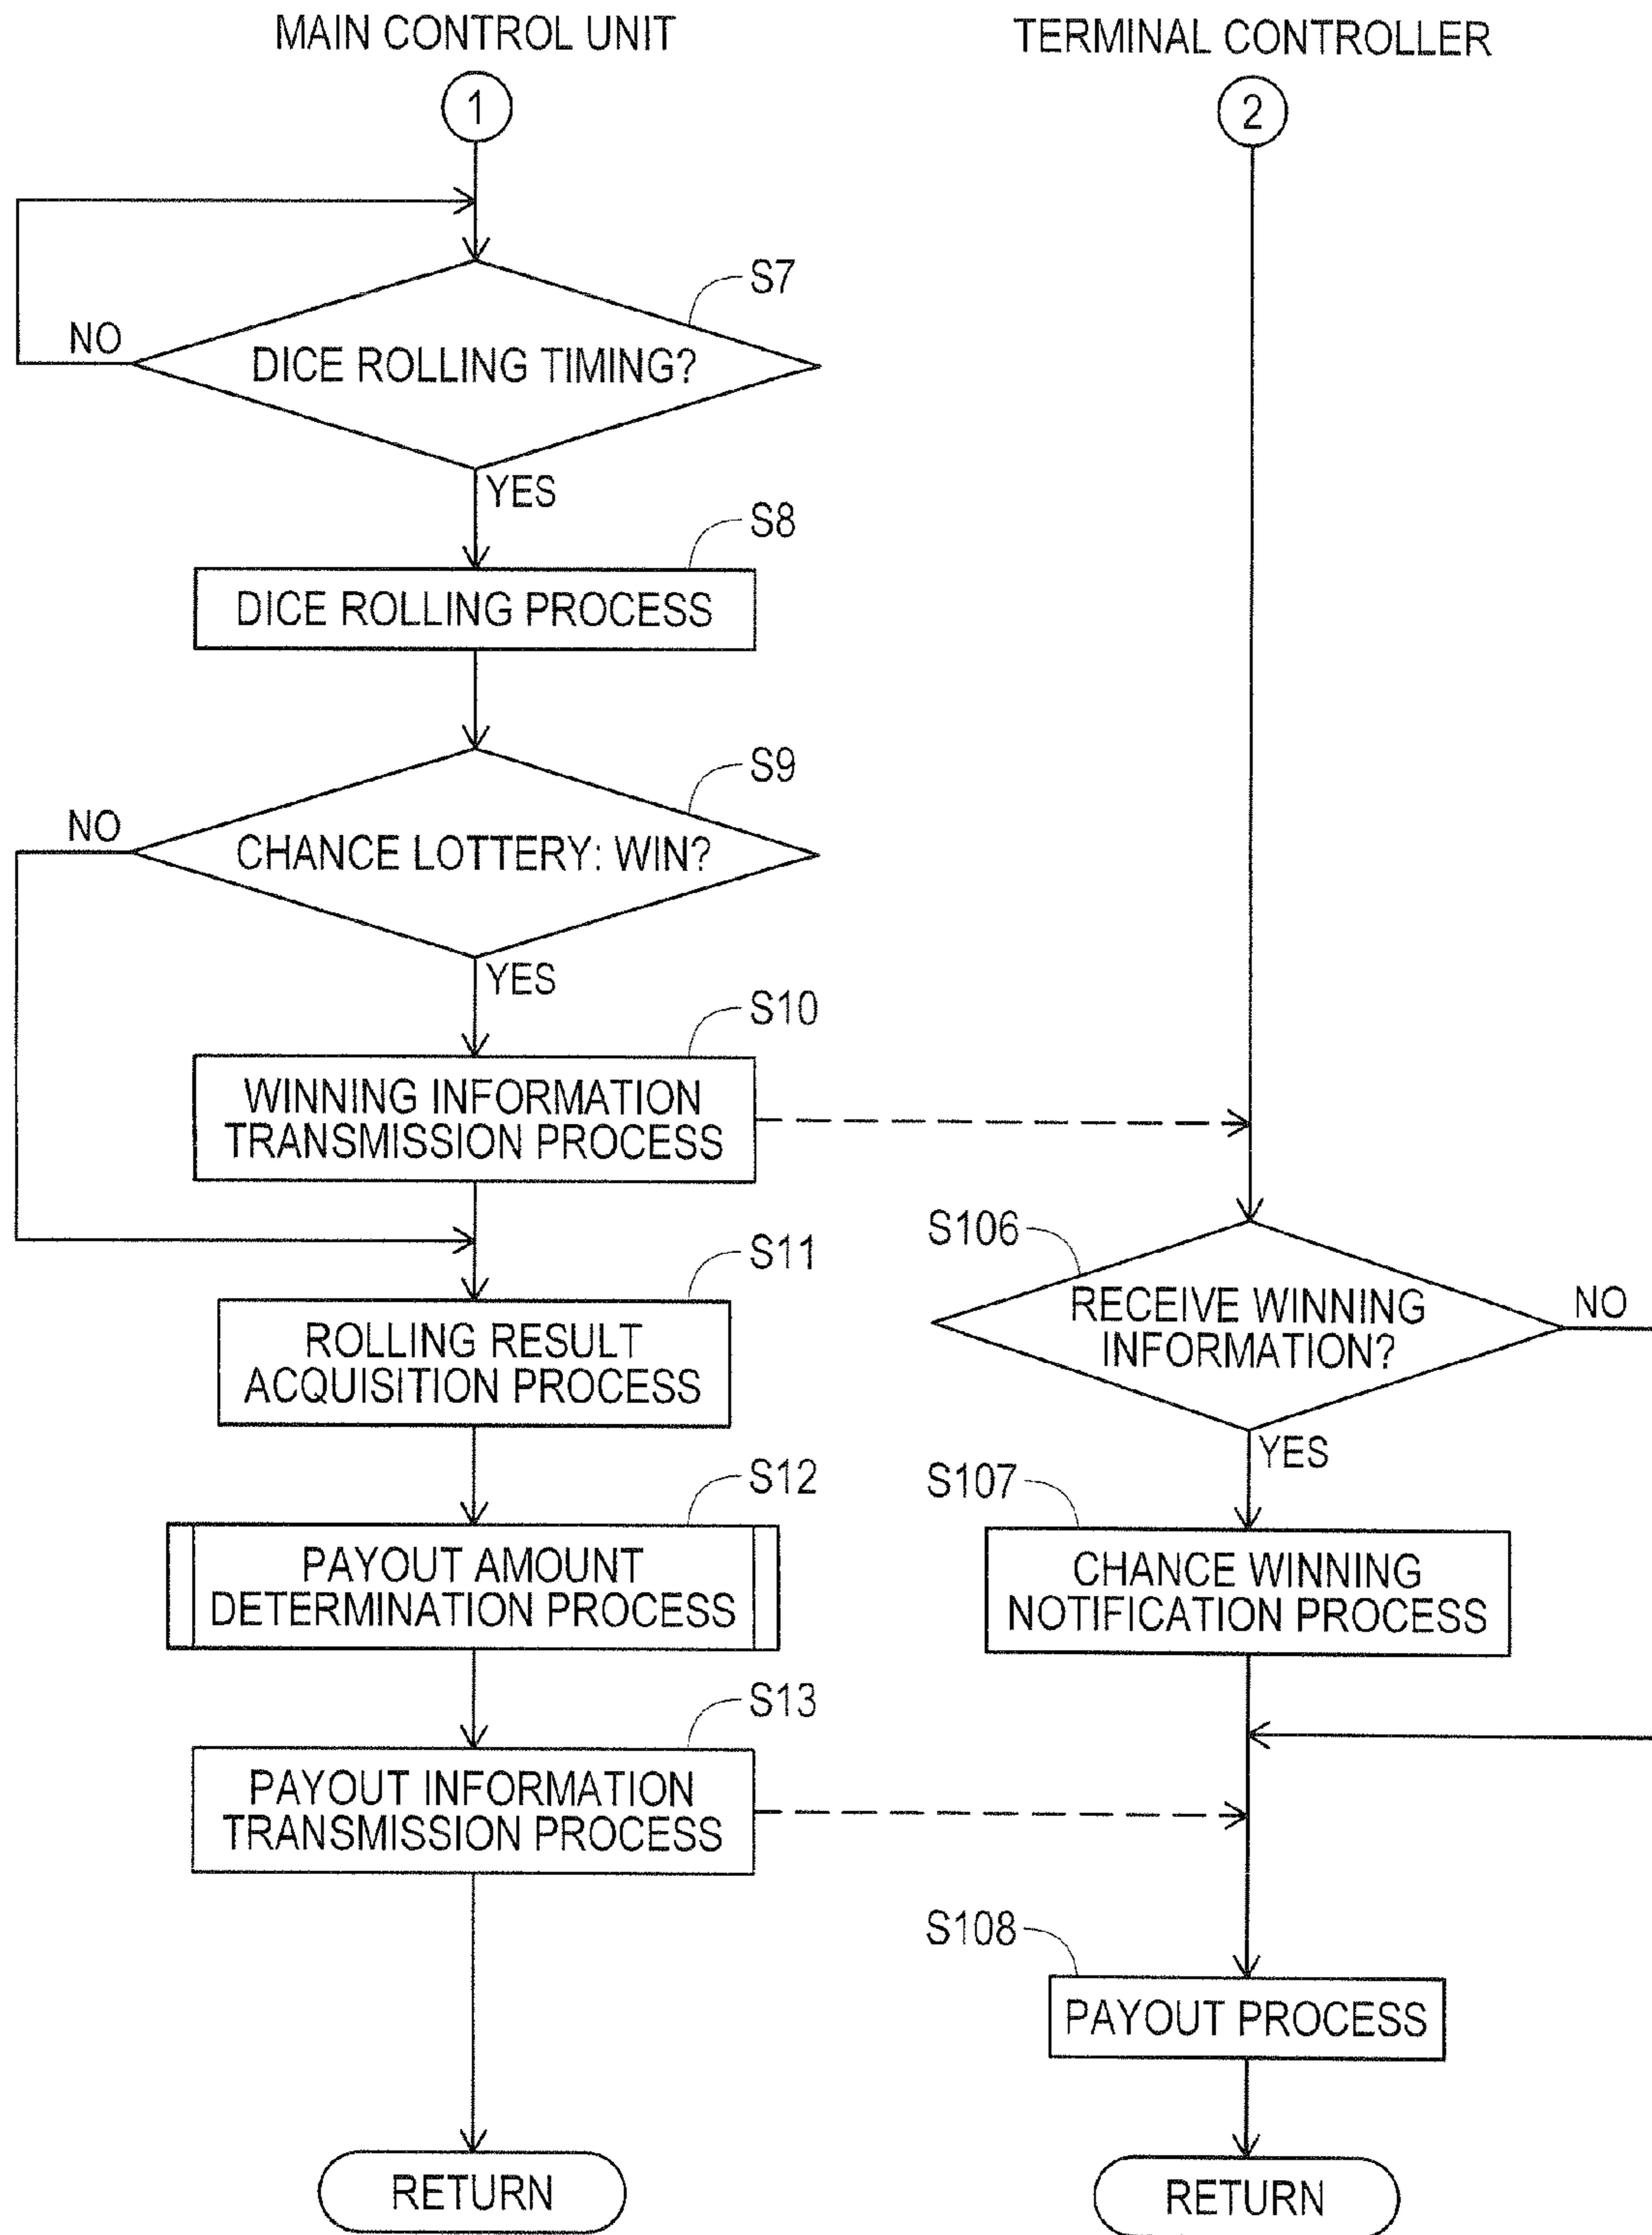 MAIN CONTROL UNIT
1
S7
NO
DICE ROLLING TIMING?
YES
S8
DICE ROLLING PROCESS
S9
NO
CHANCE LOTTERY: WIN?
YES
S10
WINNING INFORMATION
TRANSMISSION PROCESS
S11
ROLLING RESULT
ACQUISITION PROCESS
S12
PAYOUT AMOUNT
DETERMINATION PROCESS
S13
PAYOUT INFORMATION
TRANSMISSION PROCESS
RETURN
TERMINAL CONTROLLER
2
S106
RECEIVE WINNING
INFORMATION?
NO
YES
S107
CHANCE WINNING
NOTIFICATION PROCESS
S108
PAYOUT PROCESS
RETURN